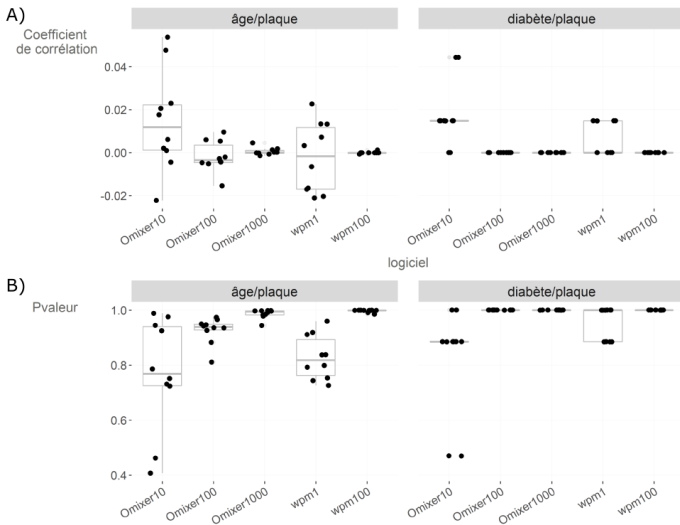 A)
Coefficient
de corrélation
âge/plaque
diabète/plaque
0.04
0.02
0.00
-0.02
Omixer10
Omixer100
Omixer1000
wpm1
wpm100
Omixer10
Omixer100
Omixer1000
wpm1
wpm100
logiciel
B)
Pvaleur
âge/plaque
diabète/plaque
1.0
0.8
0.6
0.4
Omixer10
Omixer100
Omixer1000
wpm1
wpm100
Omixer10
Omixer100
Omixer1000
wpm1
wpm100